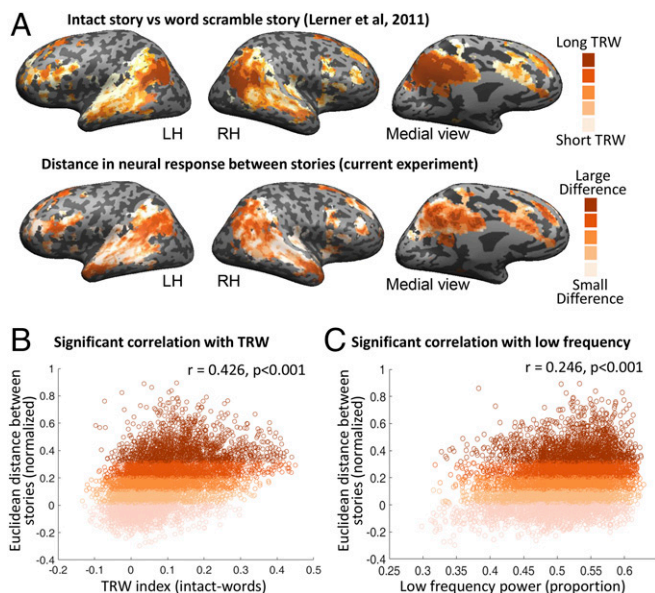 A
Intact story vs word scramble story (Lerner et al, 2011)
Long TRW
Short TRW
LH
RH
Medial view
Distance in neural response between stories (current experiment)
Large
Difference
Small
Difference
LH
RH
Medial view
B
Significant correlation with TRW
r = 0.426, p<0.001
Euclidean distance between
stories (normalized)
1
0.8
0.6
0.4
0.2
0
-0.2
-0.4
-0.2
-0.1
0
0.1
0.2
0.3
0.4
0.5
TRW index (intact-words)
C
Significant correlation with low frequency
r = 0.246, p<0.001
Euclidean distance between
stories (normalized)
1
0.8
0.6
0.4
0.2
0
-0.2
0.4
0.25
0.3
0.35
0.4
0.45
0.5
0.55
0.6
Low frequency power (proportion)